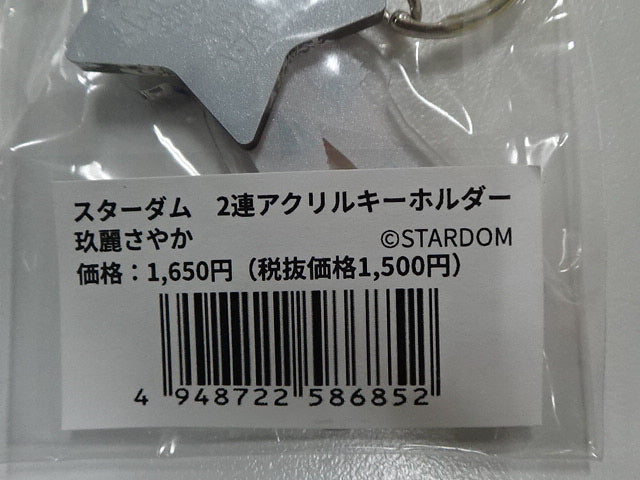 スターダム 2連アクリルキーホルダー
玖麗さやか ©STARDOM
価格：1,650円（税抜価格1,500円）
4 948722 586852